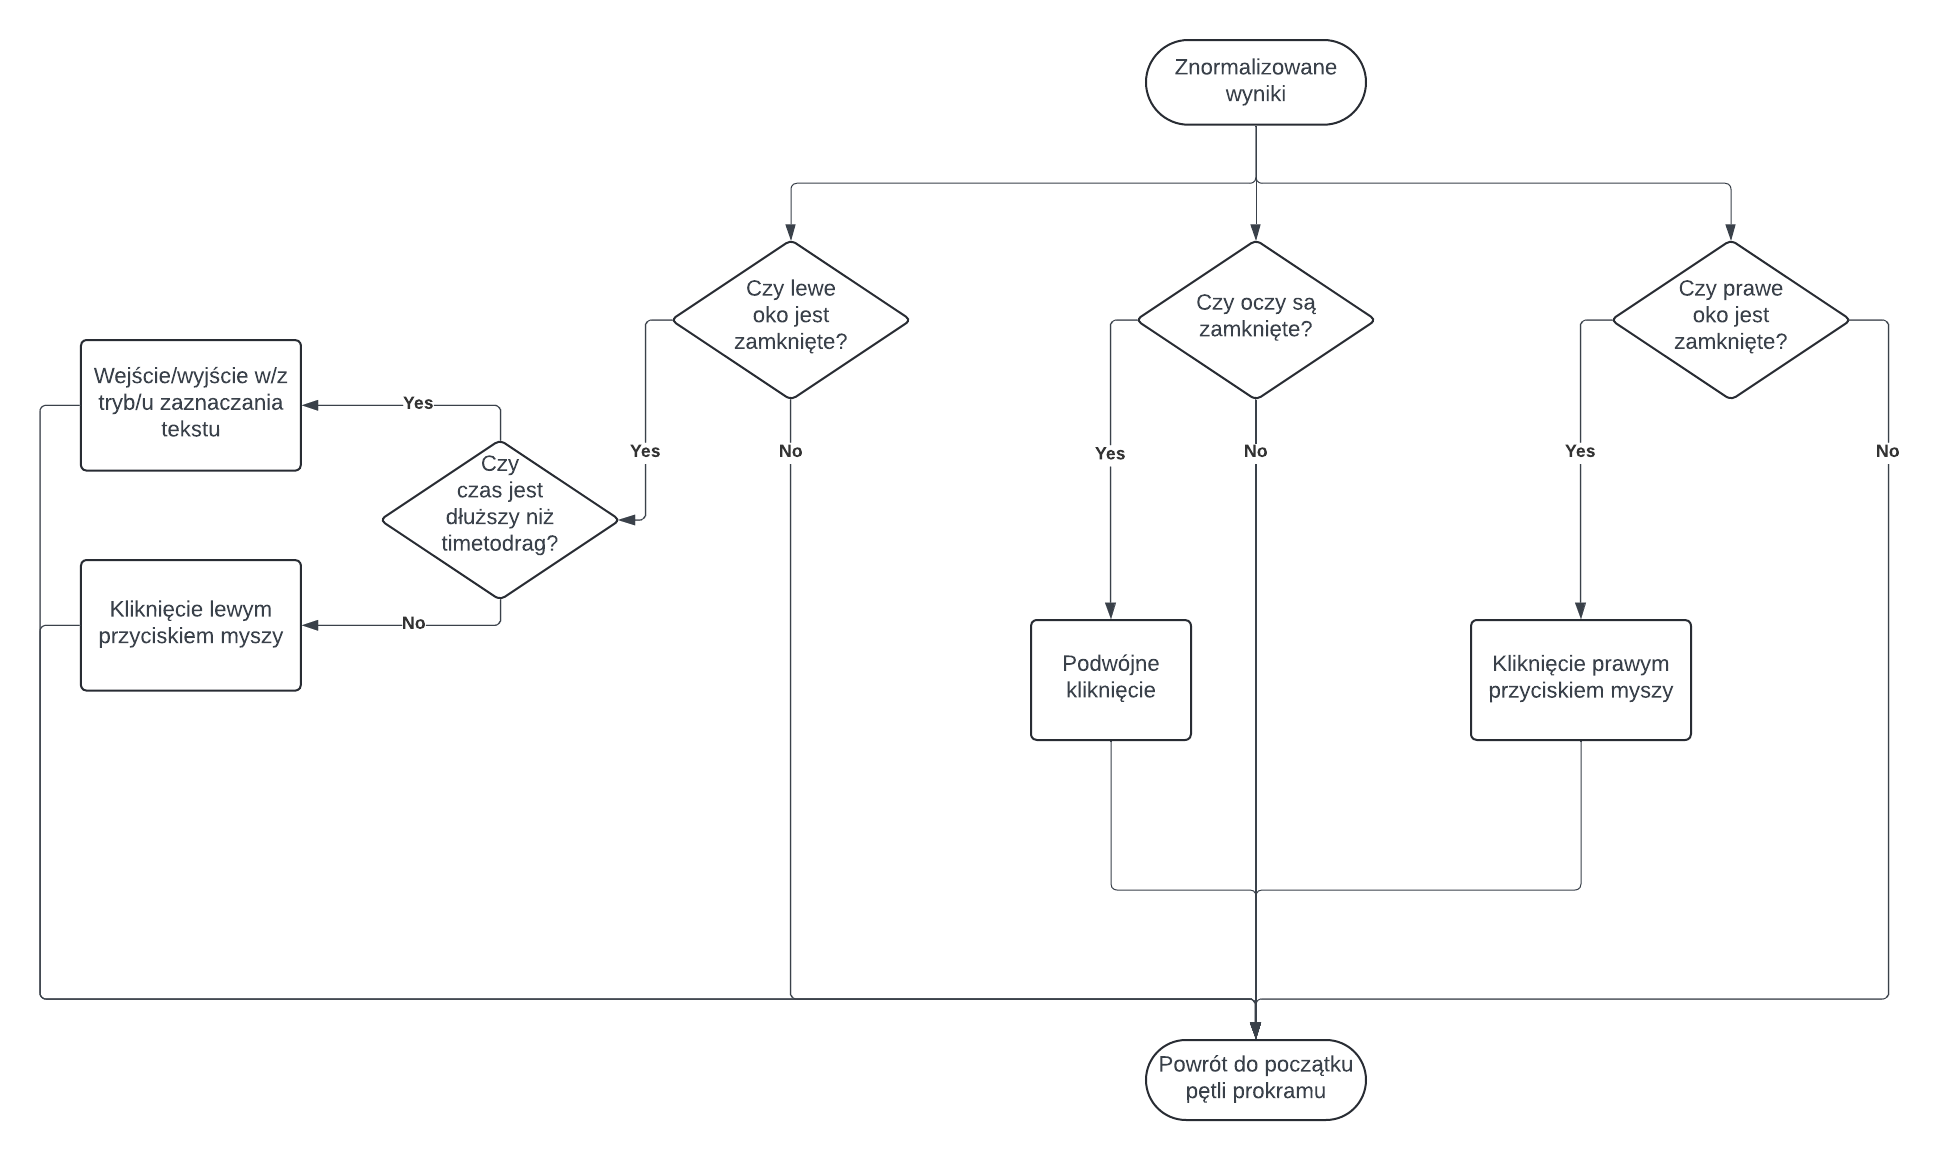 Znormalizowane
wyniki
Czy lewe
oko jest
zamknięte?
Czy oczy są
zamknięte?
Czy prawe
oko jest
zamknięte?
Wejście/wyjście w/z
tryb/u zaznaczania
tekstu
Yes
Czy
czas jest
dłuższy niż
timetodrag?
Yes
No
Yes
No
Yes
No
Kliknięcie lewym
przyciskiem myszy
No
Podwójne
kliknięcie
Kliknięcie prawym
przyciskiem myszy
Powrót do początku
pętli prokramu